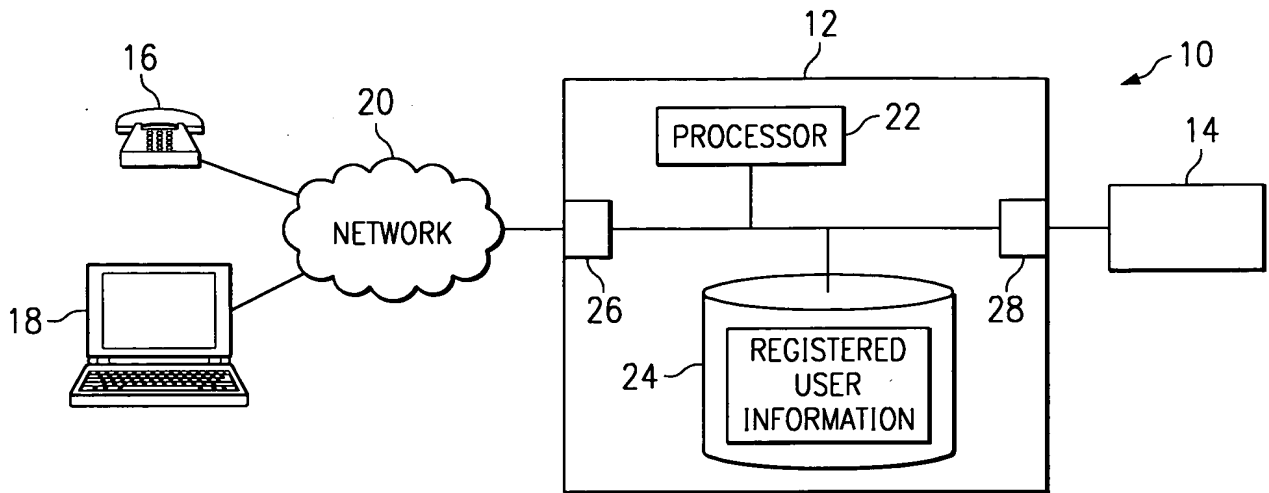 12
10
16
20
PROCESSOR
22
14
NETWORK
18
26
28
24
REGISTERED
USER
INFORMATION